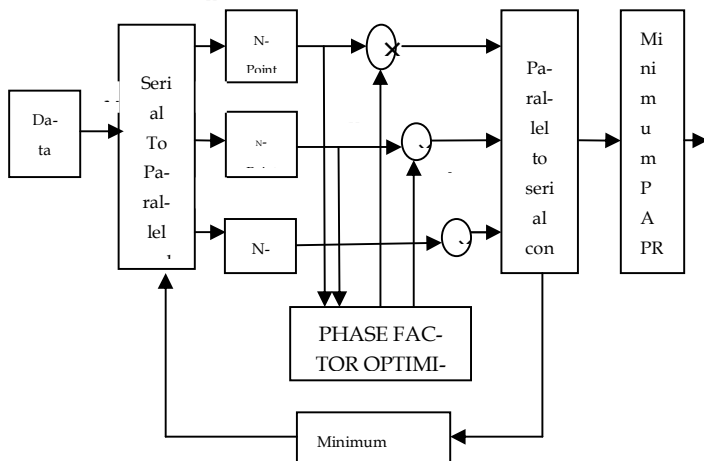 Da-
ta
Seri
al
To
Pa-
ral-
lel
N-
Point
N-
N-
×
Pa-
ral-
lel
to
seri
al
con
Mi
ni
m
u
m
P
A
PR
PHASE FAC-
TOR OPTIMI-
Minimum